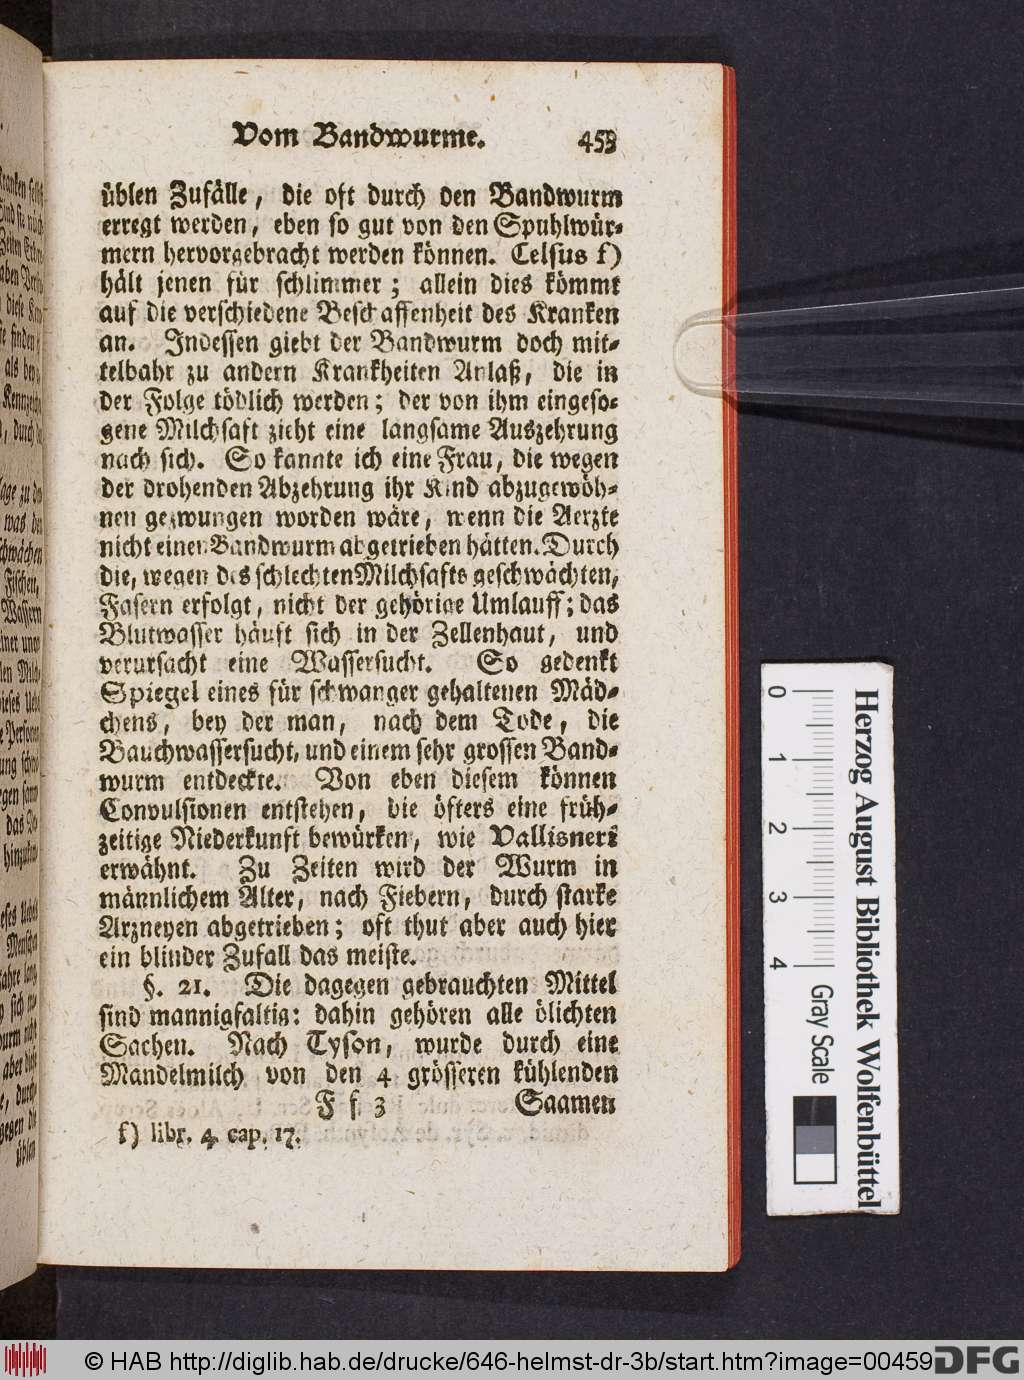 Vom Bandwurme. 453
üblen Zufälle, die oft durch den Bandwurm
erregt werden, eben so gut von den Spuhlwür-
mern hervorgebracht werden können. Celsus f)
hält jenen für schlimmer; allein dies kömmt
auf die verschiedene Beschaffenheit des Kranken
an. Indessen giebt der Bandwurm doch mit-
telbahr zu andern Krankheiten Anlaß, die in
der Folge tödlich werden; der von ihm eingeso-
gene Milchsaft zieht eine langsame Auszehrung
nach sich. So kannte ich eine Frau, die wegen
der drohenden Abzehrung ihr Kind abzugewöh-
nen gezwungen worden wäre, wenn die Aerzte
nicht einen Bandwurm abgetrieben hätten. Durch
die, wegen des schlechten Milchsafts geschwächten,
Fasern erfolgt, nicht der gehörige Umlauff; das
Blutwasser häuft sich in der Zellenhaut, und
verursacht eine Wassersucht. So gedenkt
Spiegel eines für schwanger gehaltenen Mäd-
chens, bey der man, nach dem Tode, die
Bauchwassersucht, und einem sehr grossen Band-
wurm entdeckte. Von eben diesem können
Convulsionen entstehen, die öfters eine früh-
zeitige Niederkunft bewürken, wie Vallisneri
erwähnt. Zu Zeiten wird der Wurm in
männlichem Alter, nach Fiebern, durch starke
Arzneyen abgetrieben; oft thut aber auch hier
ein blinder Zufall das meiste.
§. 21. Die dagegen gebrauchten Mittel
sind mannigfaltig: dahin gehören alle ölichten
Sachen. Nach Tyson, wurde durch eine
Mandelmilch von den 4 grösseren kühlenden
F f 3 Saamen
f) libr. 4. cap. 17.
Herzog August Bibliothek Wolfenbüttel
0 1 2 3 4 Gray Scale
© HAB http://diglib.hab.de/drucke/646-helmst-dr-3b/start.htm?image=00459
DFG